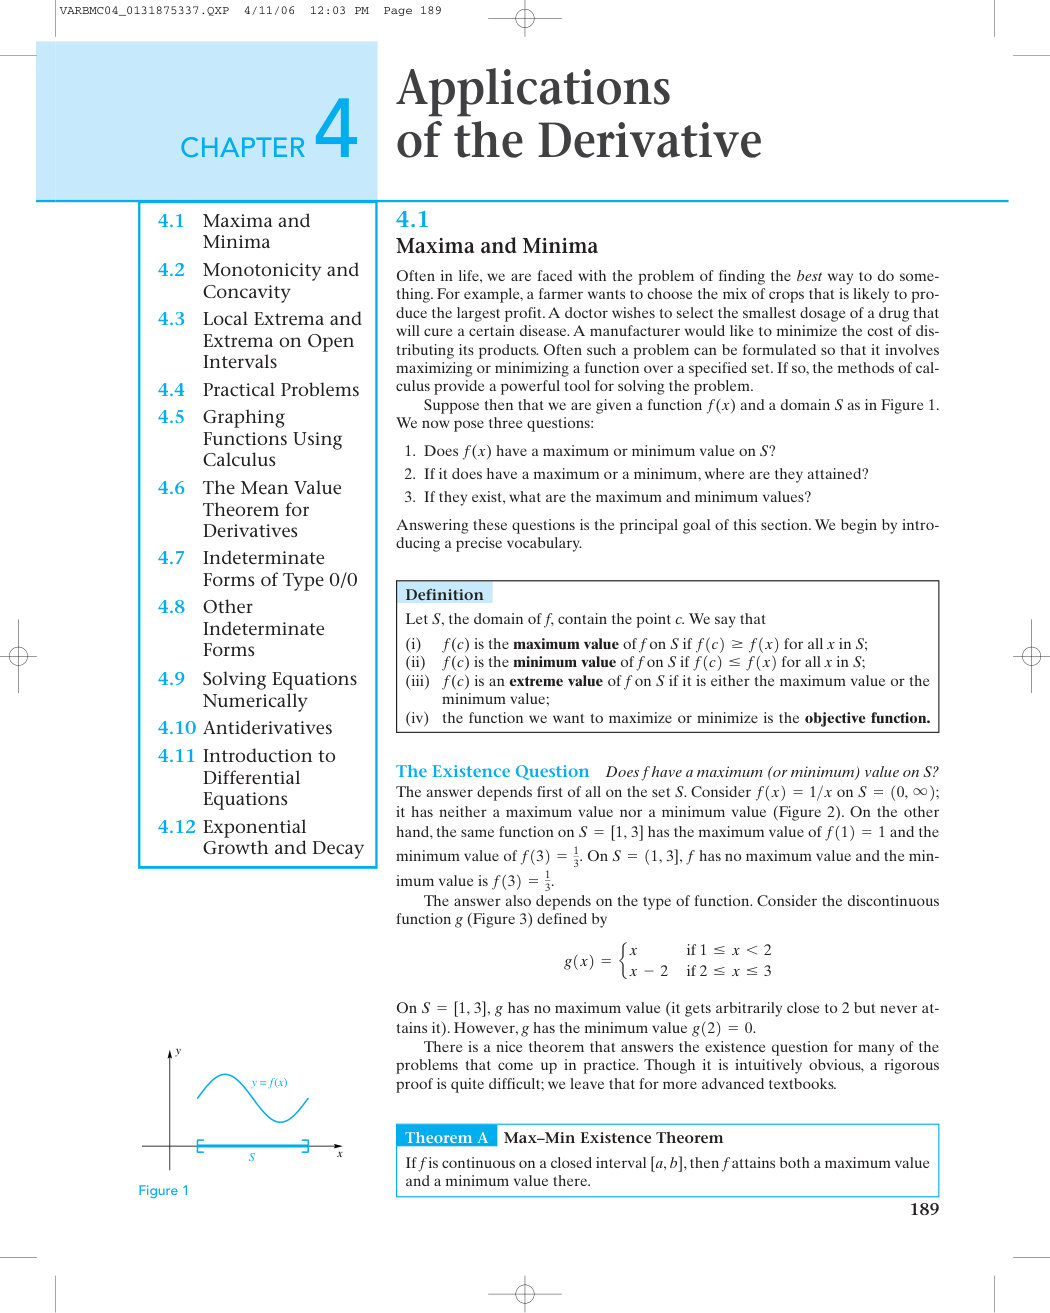 VARBMC04_0131875337.QXP 4/11/06 12:03 PM Page 189
CHAPTER 4
Applications
of the Derivative
4.1 Maxima and
Minima
4.2 Monotonicity and
Concavity
4.3 Local Extrema and
Extrema on Open
Intervals
4.4 Practical Problems
4.5 Graphing
Functions Using
Calculus
4.6 The Mean Value
Theorem for
Derivatives
4.7 Indeterminate
Forms of Type 0/0
4.8 Other
Indeterminate
Forms
4.9 Solving Equations
Numerically
4.10 Antiderivatives
4.11 Introduction to
Differential
Equations
4.12 Exponential
Growth and Decay
4.1
Maxima and Minima
Often in life, we are faced with the problem of finding the best way to do some-
thing. For example, a farmer wants to choose the mix of crops that is likely to pro-
duce the largest profit. A doctor wishes to select the smallest dosage of a drug that
will cure a certain disease. A manufacturer would like to minimize the cost of dis-
tributing its products. Often such a problem can be formulated so that it involves
maximizing or minimizing a function over a specified set. If so, the methods of cal-
culus provide a powerful tool for solving the problem.
Suppose then that we are given a function f(x) and a domain S as in Figure 1.
We now pose three questions:
1. Does f(x) have a maximum or minimum value on S?
2. If it does have a maximum or a minimum, where are they attained?
3. If they exist, what are the maximum and minimum values?
Answering these questions is the principal goal of this section. We begin by intro-
ducing a precise vocabulary.
Definition
Let S, the domain of f, contain the point c. We say that
(i) f(c) is the maximum value of f on S if f(c) ≥ f(x) for all x in S;
(ii) f(c) is the minimum value of f on S if f(c) ≤ f(x) for all x in S;
(iii) f(c) is an extreme value of f on S if it is either the maximum value or the
minimum value;
(iv) the function we want to maximize or minimize is the objective function.
The Existence Question Does f have a maximum (or minimum) value on S?
The answer depends first of all on the set S. Consider f(x) = 1/x on S = (0, ∞);
it has neither a maximum value nor a minimum value (Figure 2). On the other
hand, the same function on S = [1, 3] has the maximum value of f(1) = 1 and the
minimum value of f(3) = 1/3. On S = (1, 3], f has no maximum value and the min-
imum value is f(3) = 1/3.
The answer also depends on the type of function. Consider the discontinuous
function g (Figure 3) defined by
g(x) = { x if 1 ≤ x < 2
x − 2 if 2 ≤ x ≤ 3
On S = [1, 3], g has no maximum value (it gets arbitrarily close to 2 but never at-
tains it). However, g has the minimum value g(2) = 0.
There is a nice theorem that answers the existence question for many of the
problems that come up in practice. Though it is intuitively obvious, a rigorous
proof is quite difficult; we leave that for more advanced textbooks.
Theorem A Max–Min Existence Theorem
If f is continuous on a closed interval [a, b], then f attains both a maximum value
and a minimum value there.
y
y = f(x)
S
x
Figure 1
189